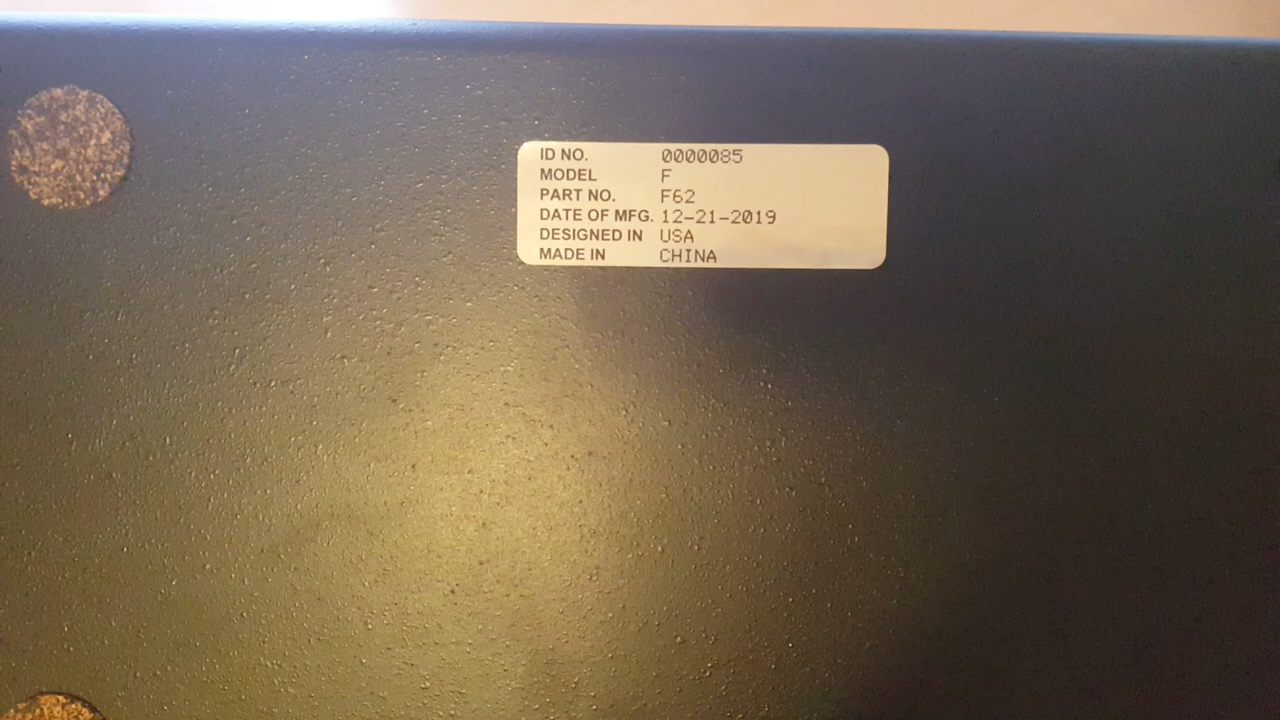 ID NO. 0000085
MODEL F
PART NO. F62
DATE OF MFG. 12-21-2019
DESIGNED IN USA
MADE IN CHINA